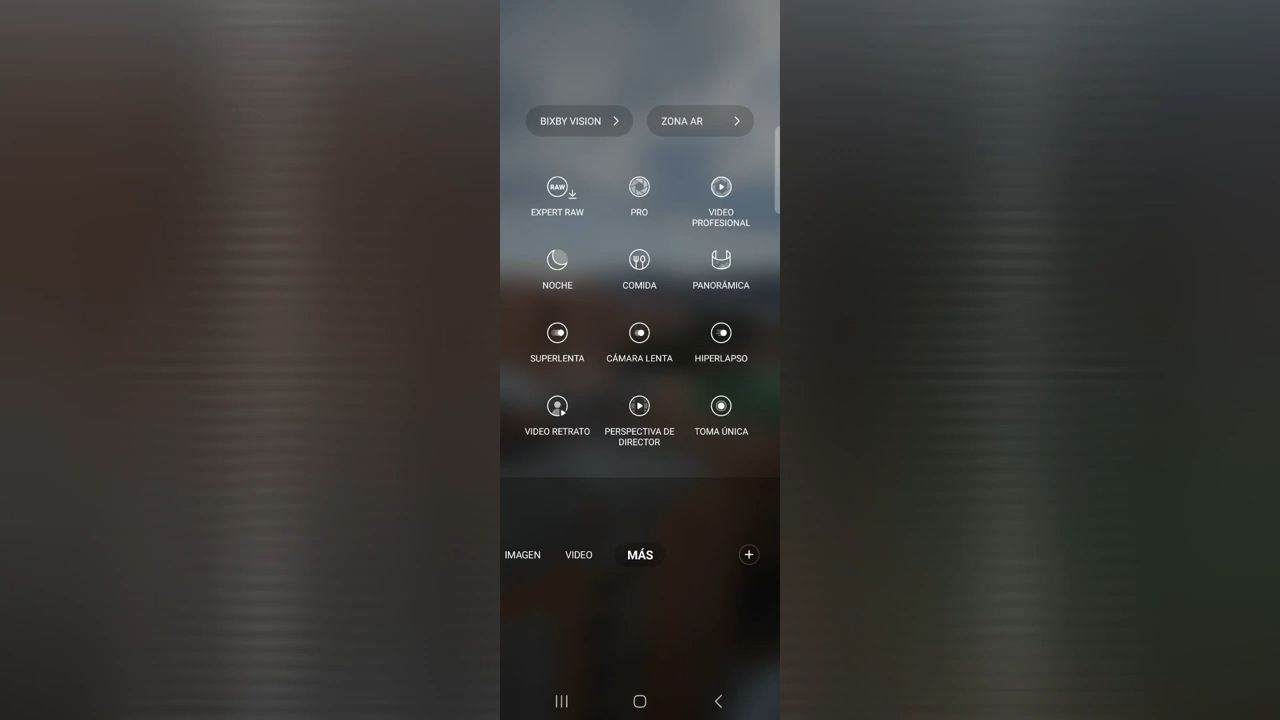 BIXBY VISION
ZONA AR
RAW
EXPERT RAW
PRO
VIDEO
PROFESIONAL
NOCHE
COMIDA
PANORÁMICA
SUPERLENTA
CÁMARA LENTA
HIPERLAPSO
VIDEO RETRATO
PERSPECTIVA DE
DIRECTOR
TOMA ÚNICA
IMAGEN
VIDEO
MÁS